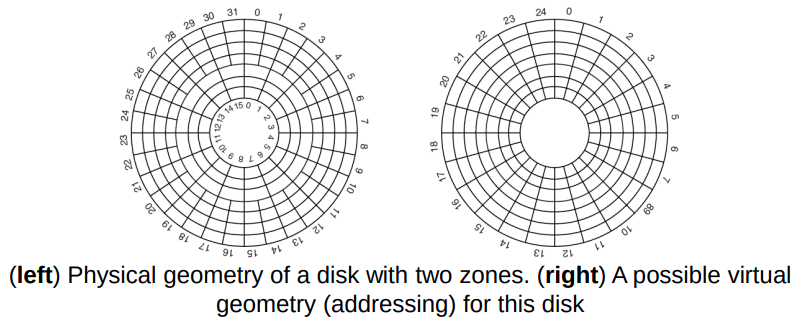 0 1 2 3 4 5 6 7 8 9 10 11 12 13 14 15 16 17 18 19 20 21 22 23 24 25 26 27 28 29 30 31
0 1 2 3 4 5 6 7 8 9 10 11 12 13 14 15
0 1 2 3 4 5 6 7 8 9 10 11 12 13 14 15 16 17 18 19 20 21 22 23 24
(left) Physical geometry of a disk with two zones. (right) A possible virtual
geometry (addressing) for this disk